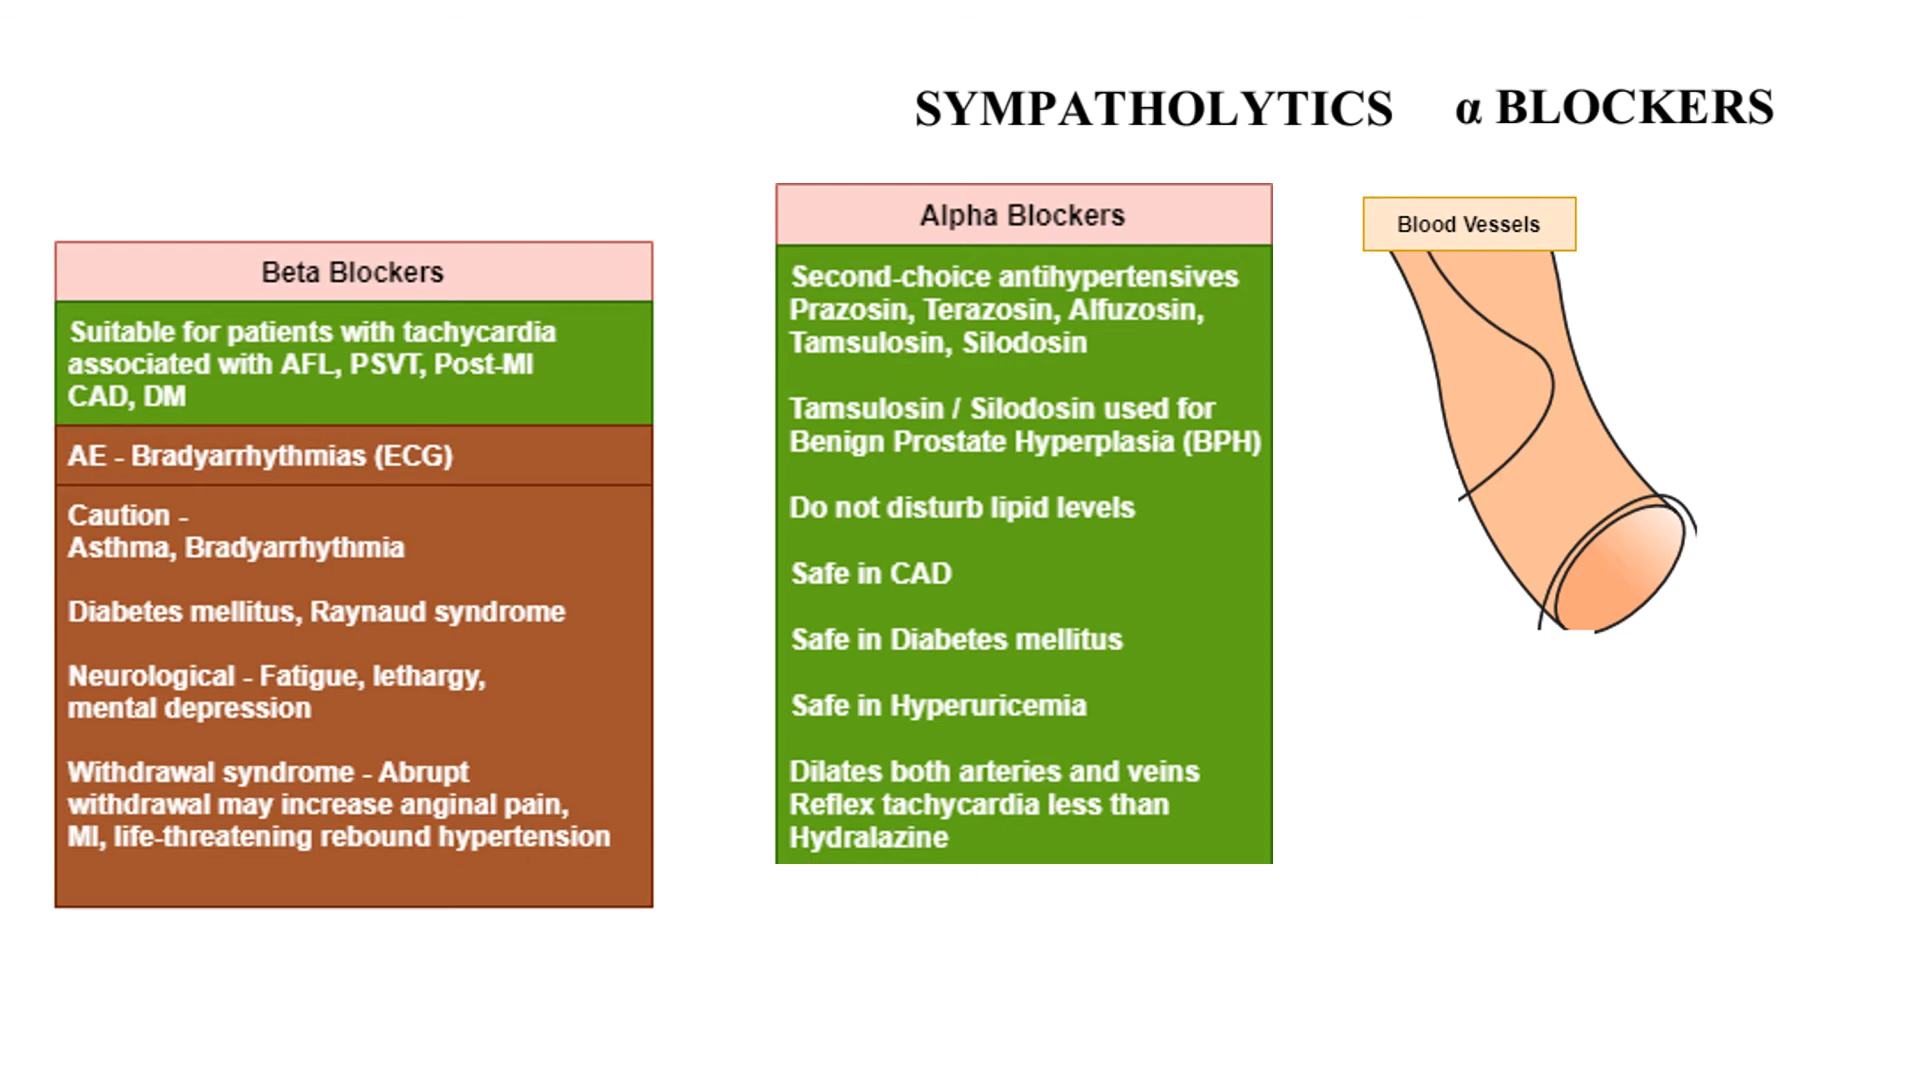 SYMPATHOLYTICS α BLOCKERS
Beta Blockers
Suitable for patients with tachycardia
associated with AFL, PSVT, Post-MI
CAD, DM
AE - Bradyarrhythmias (ECG)
Caution -
Asthma, Bradyarrhythmia
Diabetes mellitus, Raynaud syndrome
Neurological - Fatigue, lethargy,
mental depression
Withdrawal syndrome - Abrupt
withdrawal may increase anginal pain,
MI, life-threatening rebound hypertension
Alpha Blockers
Second-choice antihypertensives
Prazosin, Terazosin, Alfuzosin,
Tamsulosin, Silodosin
Tamsulosin / Silodosin used for
Benign Prostate Hyperplasia (BPH)
Do not disturb lipid levels
Safe in CAD
Safe in Diabetes mellitus
Safe in Hyperuricemia
Dilates both arteries and veins
Reflex tachycardia less than
Hydralazine
Blood Vessels